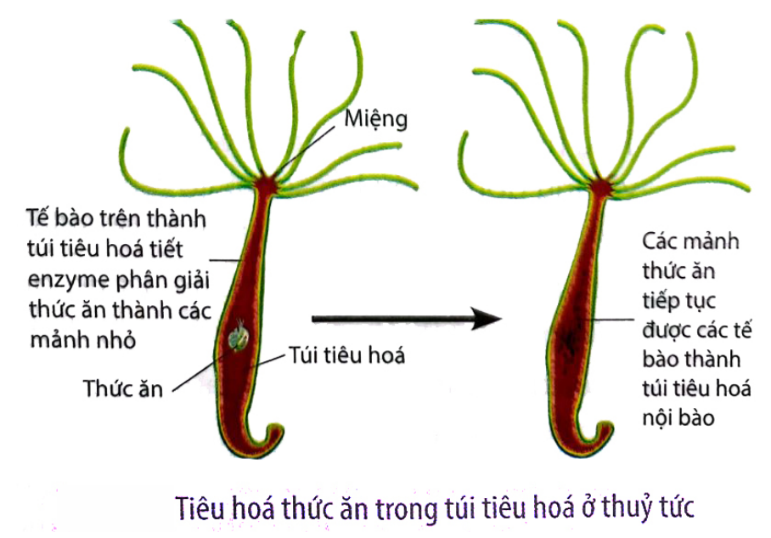 Miệng
Tế bào trên thành
túi tiêu hoá tiết
enzyme phân giải
thức ăn thành các
mảnh nhỏ
Thức ăn
Túi tiêu hoá
Các mảnh
thức ăn
tiếp tục
được các tế
bào thành
túi tiêu hoá
nội bào
Tiêu hoá thức ăn trong túi tiêu hoá ở thuỷ tức